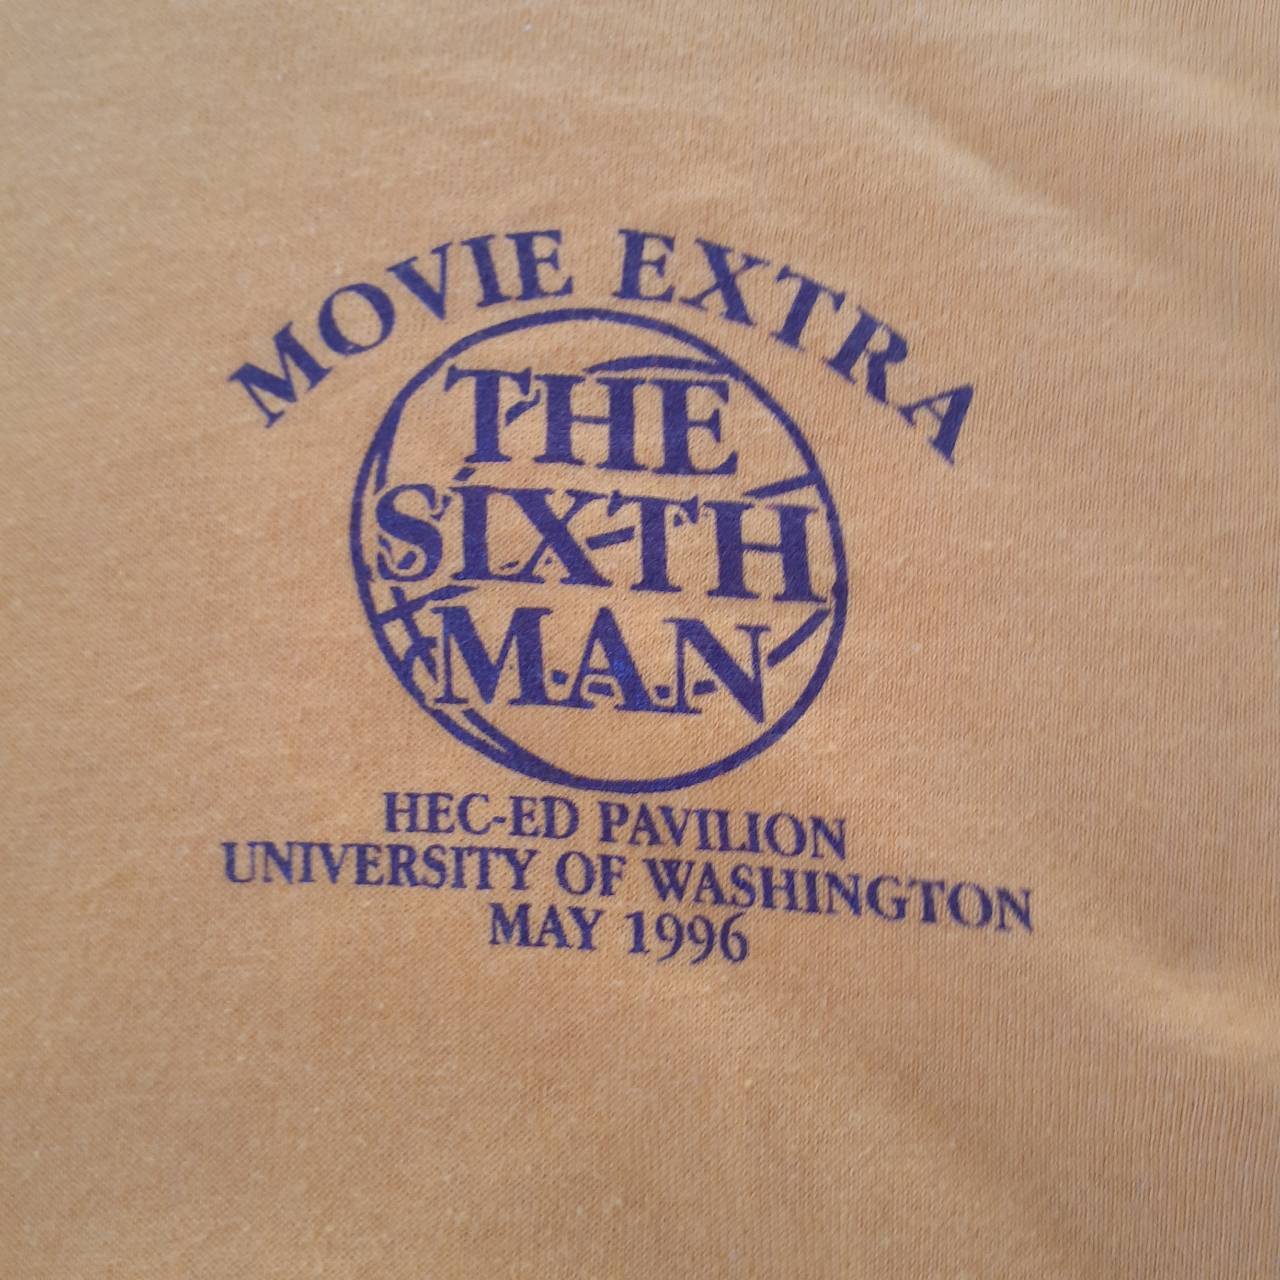 MOVIE EXTRA
THE
SIXTH
MAN
HEC-ED PAVILION
UNIVERSITY OF WASHINGTON
MAY 1996